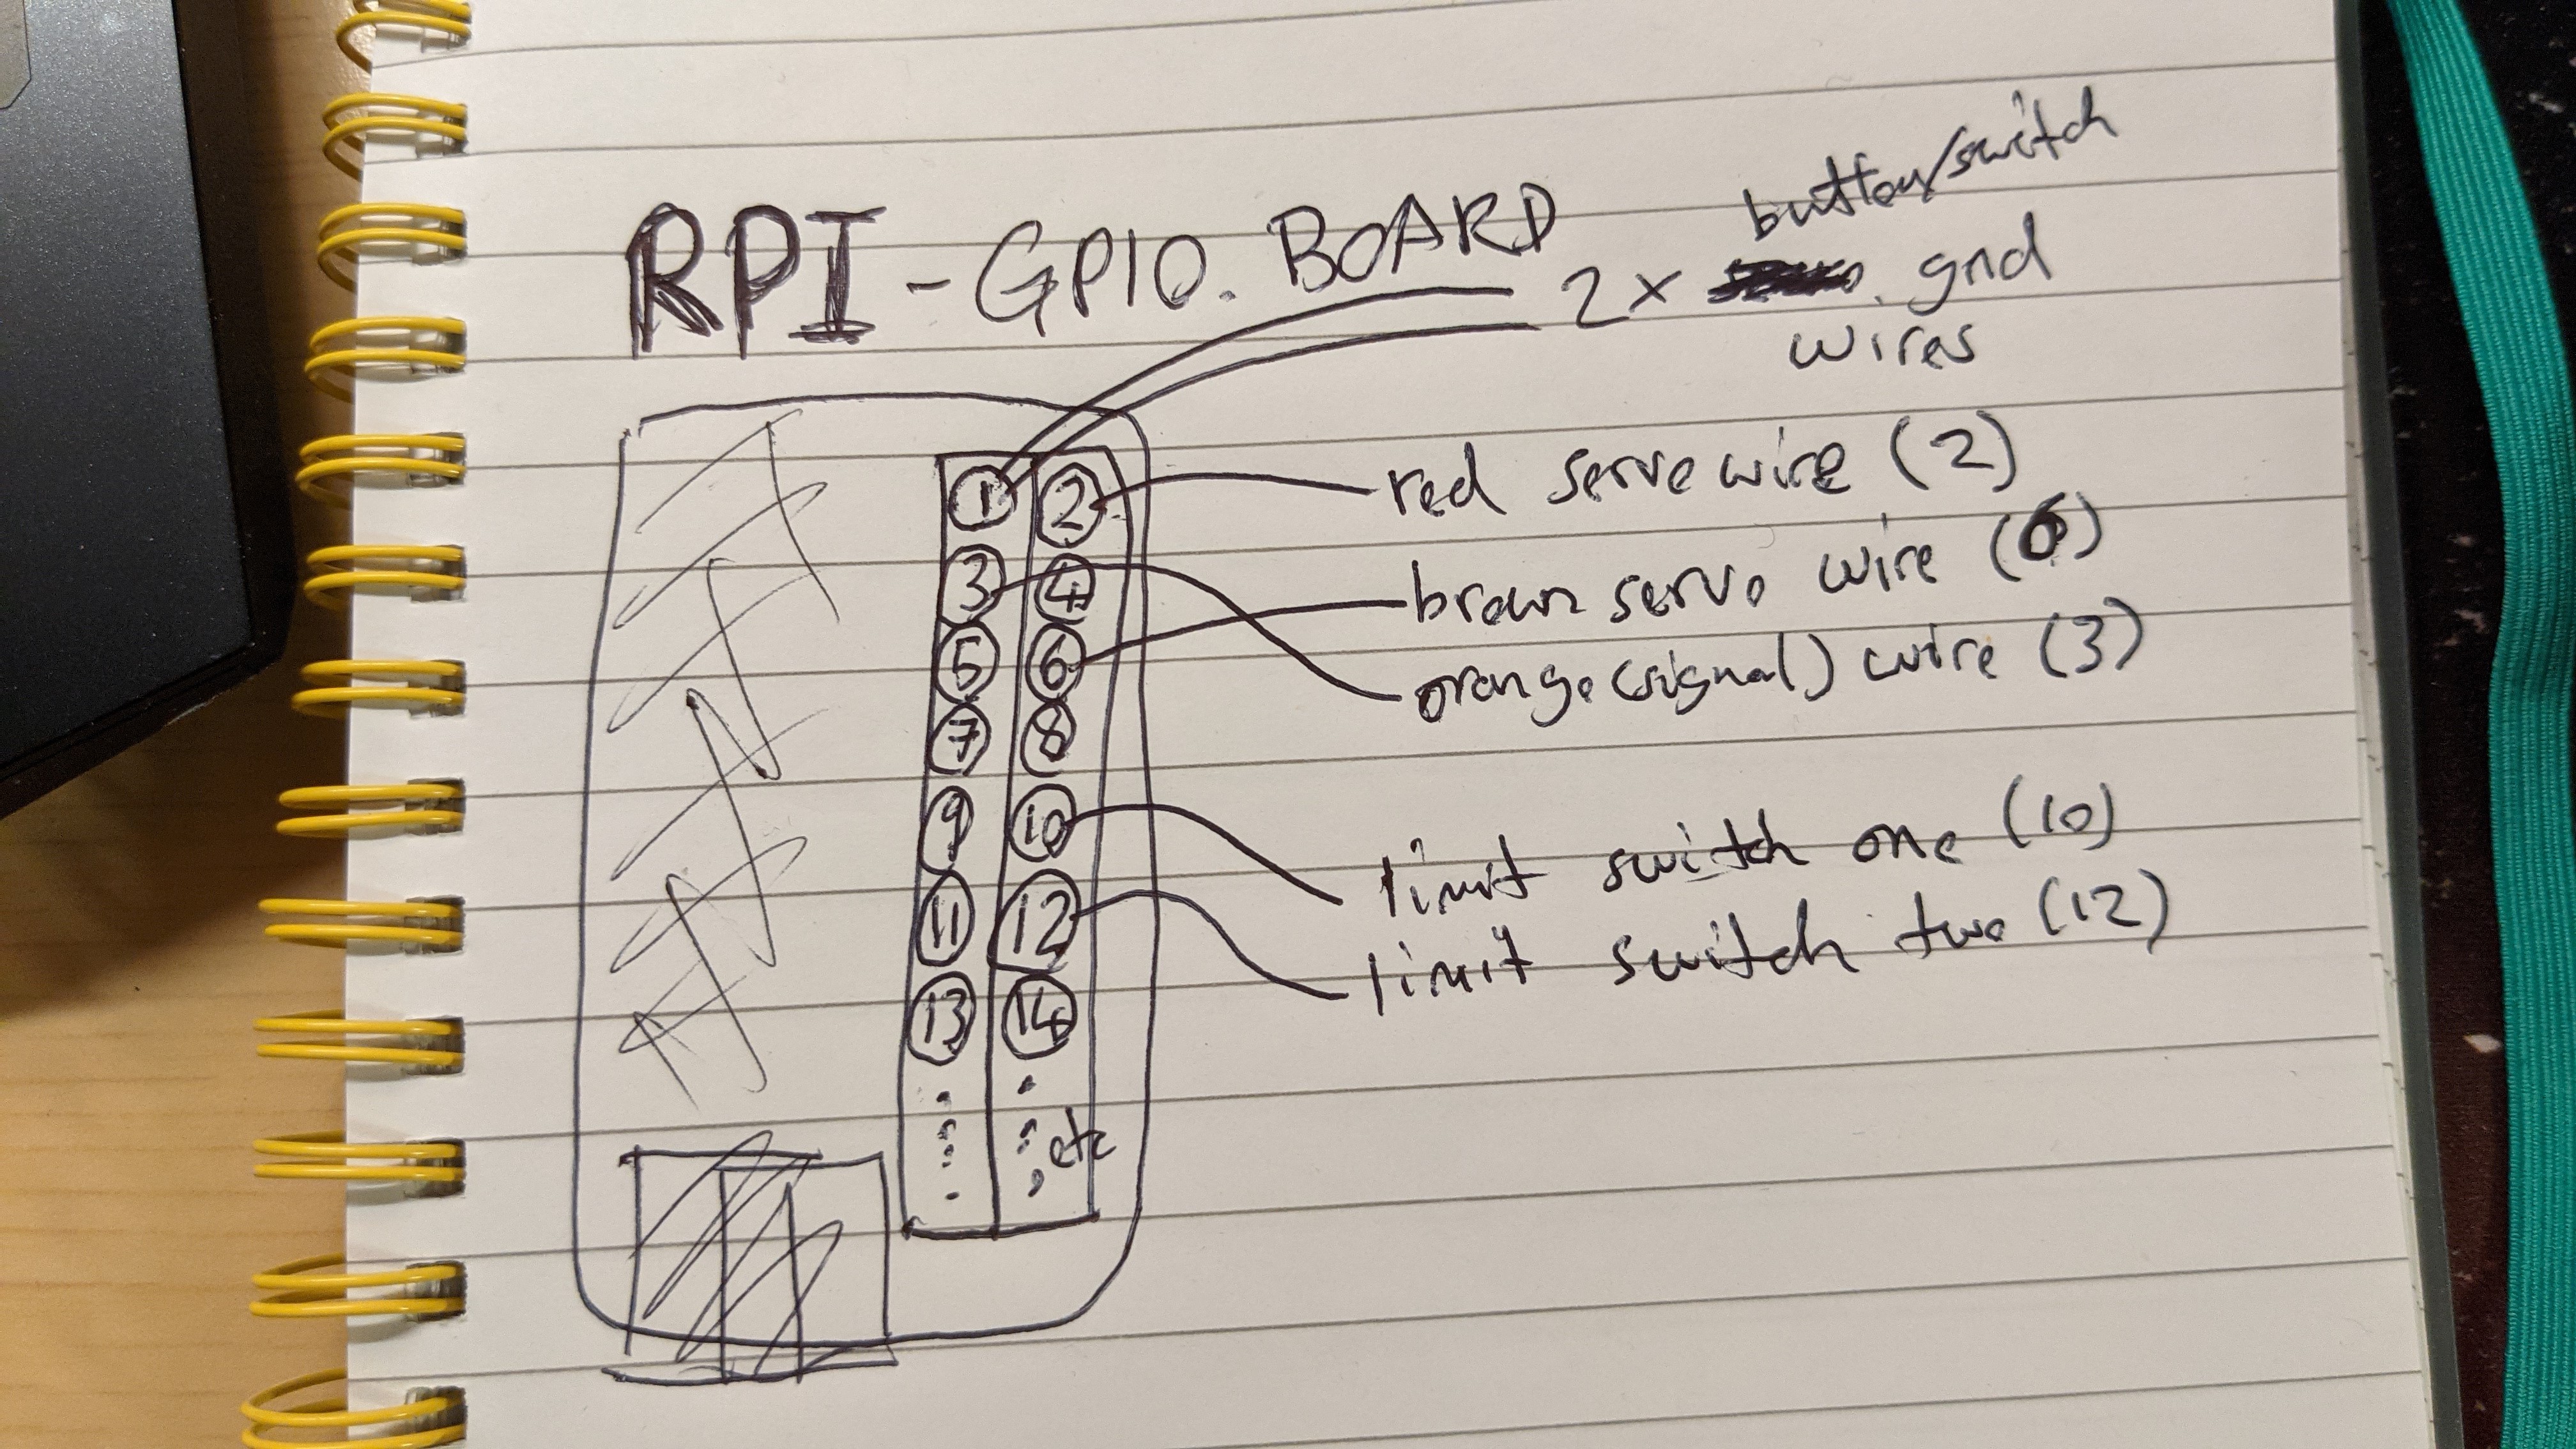 RPI - GPIO. BOARD
button/switch
2 x gnd
wires
1 2
3 4
5 6
7 8
9 10
11 12
13 14
etc
red servo wire (2)
brown servo wire (6)
orange (signal) wire (3)
limit switch one (10)
limit switch two (12)